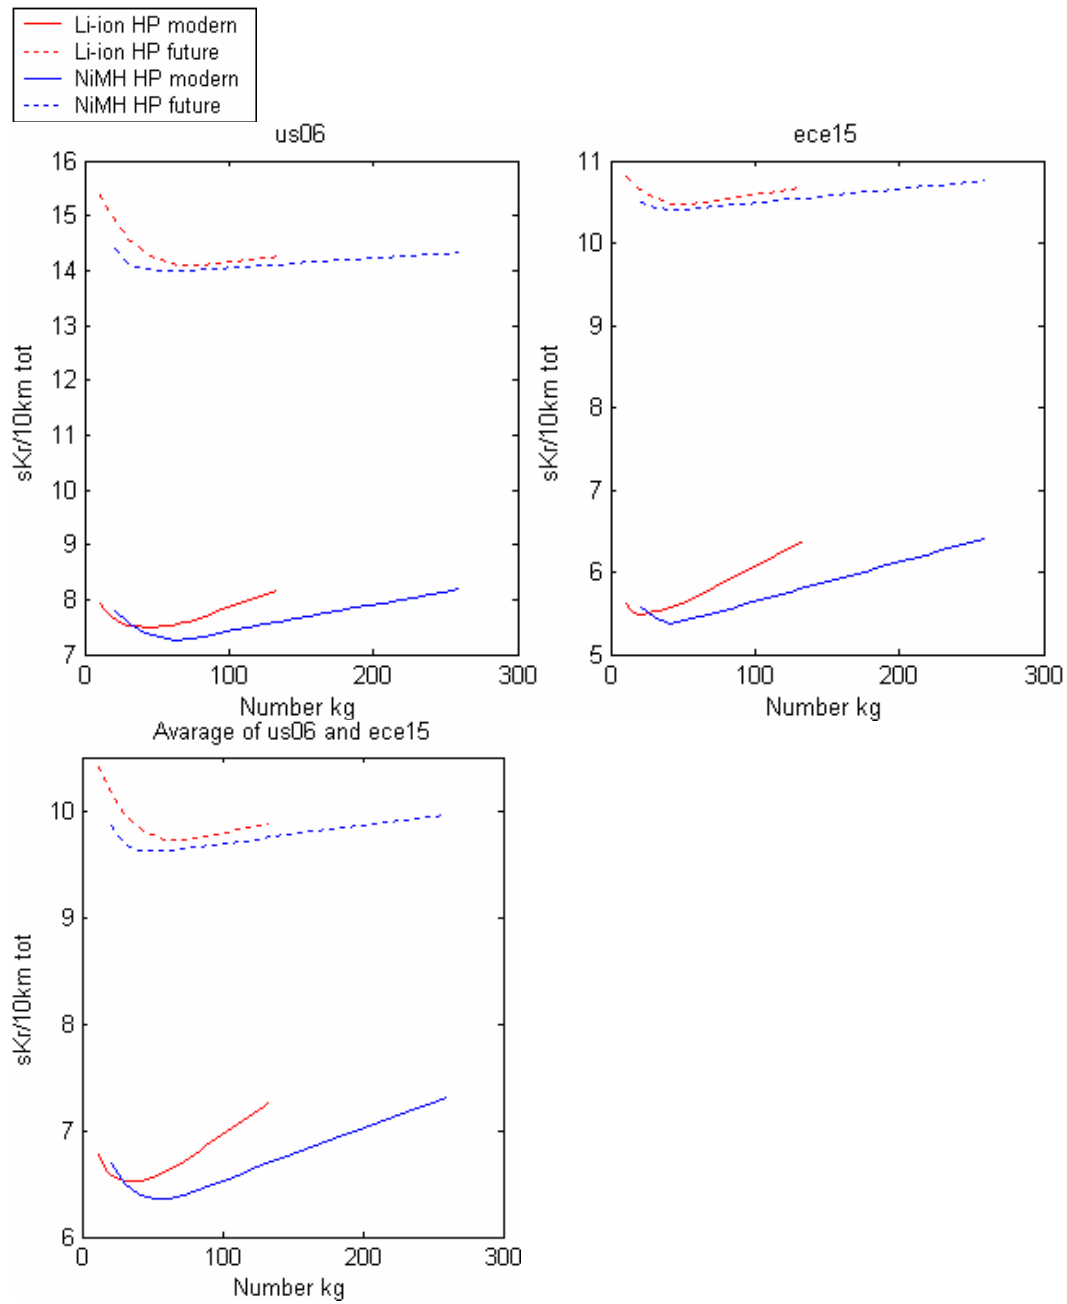 Li-ion HP modern
Li-ion HP future
NiMH HP modern
NiMH HP future
us06
16
15
14
13
12
11
10
9
8
7
sKr/10km tot
0 100 200 300
Number kg
ece15
11
10
9
8
7
6
5
sKr/10km tot
0 100 200 300
Number kg
Avarage of us06 and ece15
10
9
8
7
6
sKr/10km tot
0 100 200 300
Number kg